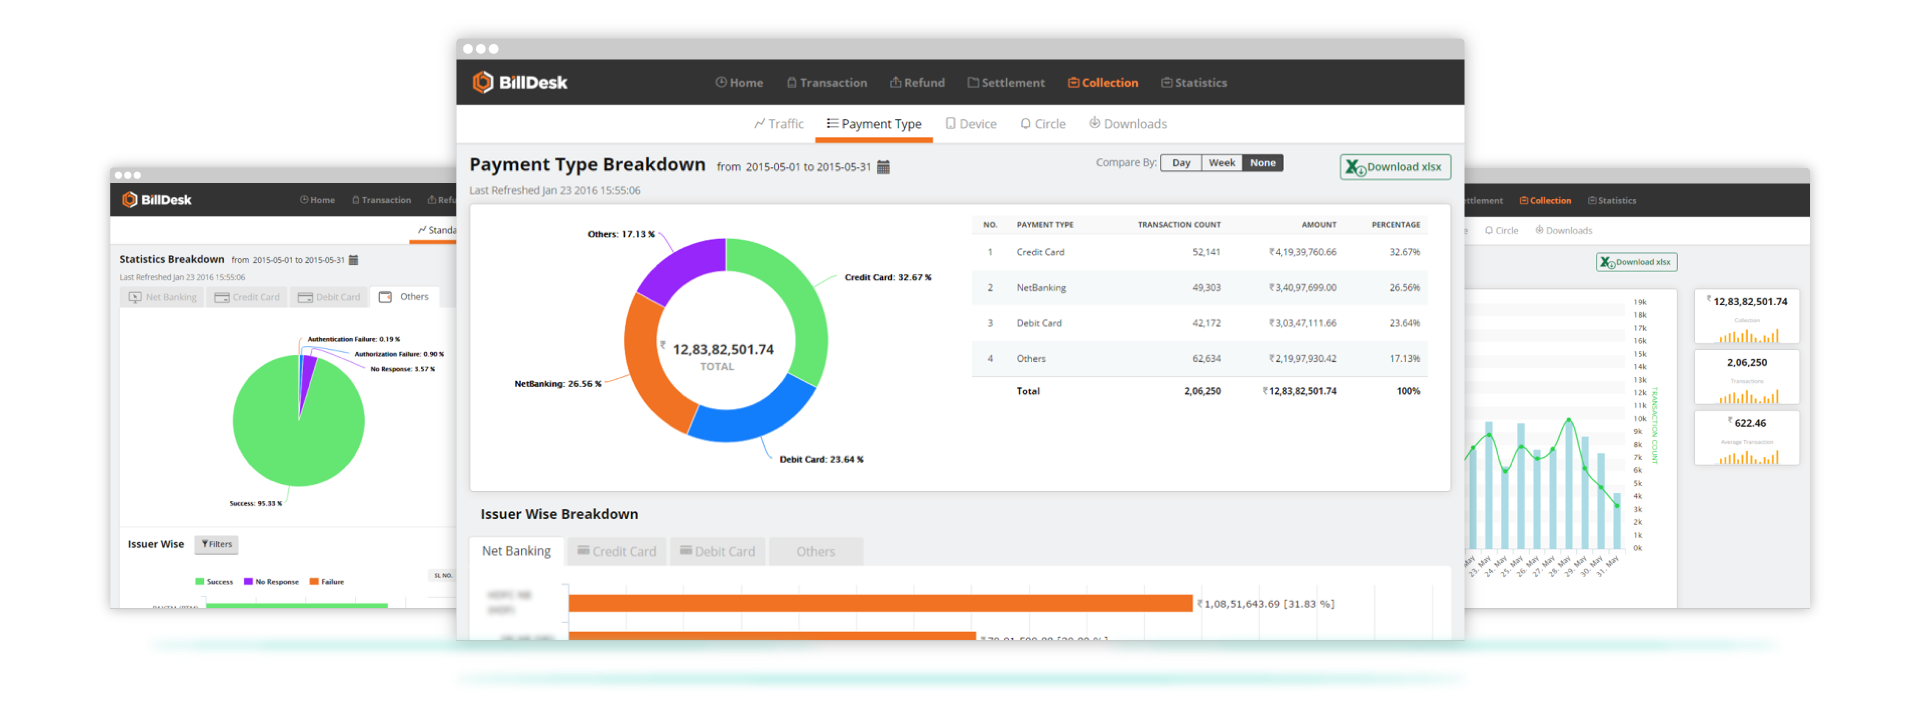 BillDesk
Home Transaction Refund Settlement Collection Statistics
Traffic Payment Type Device Circle Downloads
Payment Type Breakdown from 2015-05-01 to 2015-05-31
Compare By: Day Week None
Download xlsx
Last Refreshed Jan 23 2016 15:55:06
Others: 17.13 %
Credit Card: 32.67 %
NetBanking: 26.56 %
Debit Card: 23.64 %
₹ 12,83,82,501.74
TOTAL
NO. PAYMENT TYPE TRANSACTION COUNT AMOUNT PERCENTAGE
1 Credit Card 52,141 ₹4,19,39,760.66 32.67%
2 NetBanking 49,303 ₹3,40,97,699.00 26.56%
3 Debit Card 42,172 ₹3,03,47,111.66 23.64%
4 Others 62,634 ₹2,19,97,930.42 17.13%
Total 2,06,250 ₹12,83,82,501.74 100%
Issuer Wise Breakdown
Net Banking Credit Card Debit Card Others
₹1,08,51,643.69 [31.83 %]
BillDesk
Home Transaction Refu
Standa
Statistics Breakdown from 2015-05-01 to 2015-05-31
Last Refreshed Jan 23 2016 15:55:06
Net Banking Credit Card Debit Card Others
Authentication Failure: 0.19 %
Authorization Failure: 0.90 %
No Response: 3.57 %
Success: 95.33 %
Issuer Wise Filters
SL NO.
Success No Response Failure
ettlement Collection Statistics
e Circle Downloads
Download xlsx
19k
18k
17k
16k
15k
14k
13k
12k
11k
10k
9k
8k
7k
6k
5k
4k
3k
2k
1k
0k
TRANSACTION COUNT
23. May
24. May
25. May
26. May
27. May
28. May
29. May
30. May
31. May
₹ 12,83,82,501.74
Collection
2,06,250
Transactions
₹ 622.46
Average Transaction